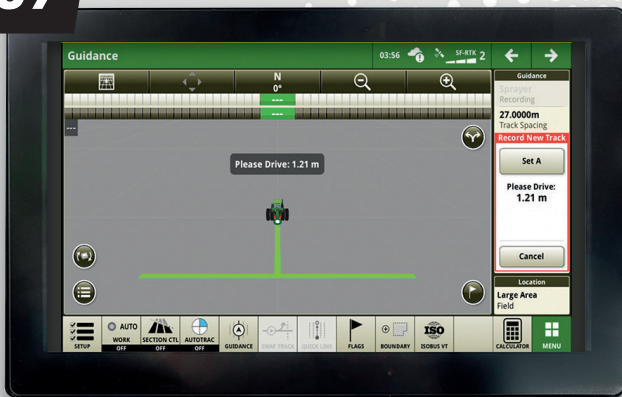 Guidance
03:56
SF-RTK 2
N
0°
---
---
---
Please Drive: 1.21 m
Guidance
Sprayer
Recording
27.0000m
Track Spacing
Record New Track
Set A
Please Drive:
1.21 m
Cancel
Location
Large Area
Field
SETUP
AUTO
WORK
OFF
SECTION CTL
OFF
AUTOTRAC
OFF
GUIDANCE
SWAP TRACK
QUICK LINE
FLAGS
BOUNDARY
ISO
ISOBUS VT
CALCULATOR
MENU